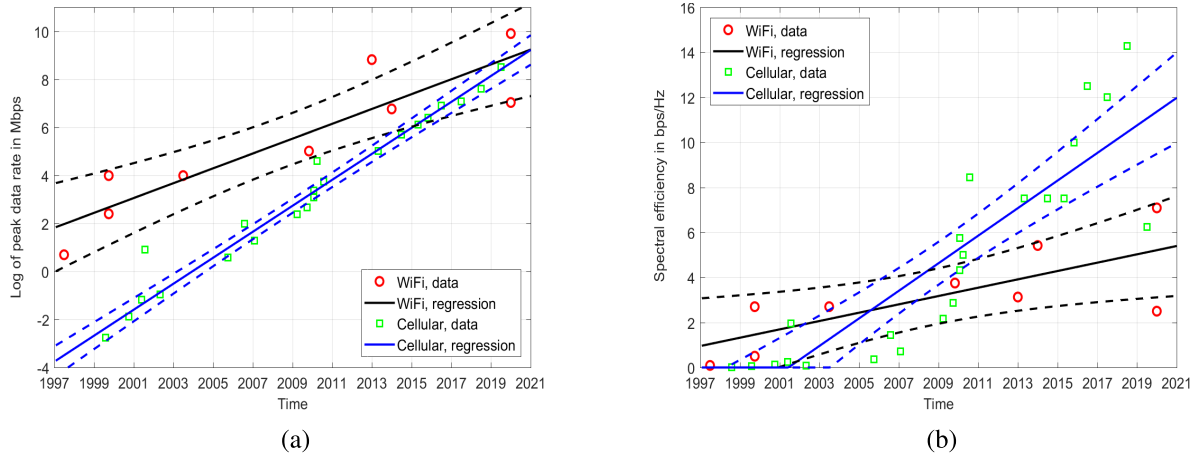 Log of peak data rate in Mbps
10
8
6
4
2
0
-2
-4
WiFi, data
WiFi, regression
Cellular, data
Cellular, regression
1997 1999 2001 2003 2005 2007 2009 2011 2013 2015 2017 2019 2021
Time
(a)
Spectral efficiency in bps/Hz
16
14
12
10
8
6
4
2
0
WiFi, data
WiFi, regression
Cellular, data
Cellular, regression
1997 1999 2001 2003 2005 2007 2009 2011 2013 2015 2017 2019 2021
Time
(b)